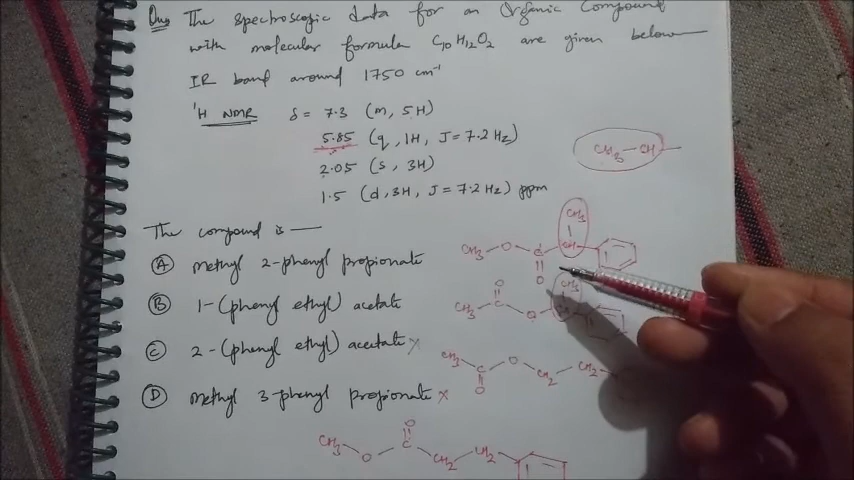 Que The spectroscopic data for an Organic Compound
with molecular formula C10H12O2 are given below
IR band around 1750 cm-1
1H NMR δ = 7.3 (m, 5H)
5.85 (q, 1H, J = 7.2 Hz)
2.05 (s, 3H)
1.5 (d, 3H, J = 7.2 Hz) ppm
CH3 — CH —
The compound is —
A methyl 2-phenyl propionate
B 1-(phenyl ethyl) acetate
C 2-(phenyl ethyl) acetate ×
D methyl 3-phenyl propionate ×
CH3
CH3 O C CH
O
O CH3
CH3 C O
CH3 C O CH2 CH2
O
O
CH3 O C CH2 CH2